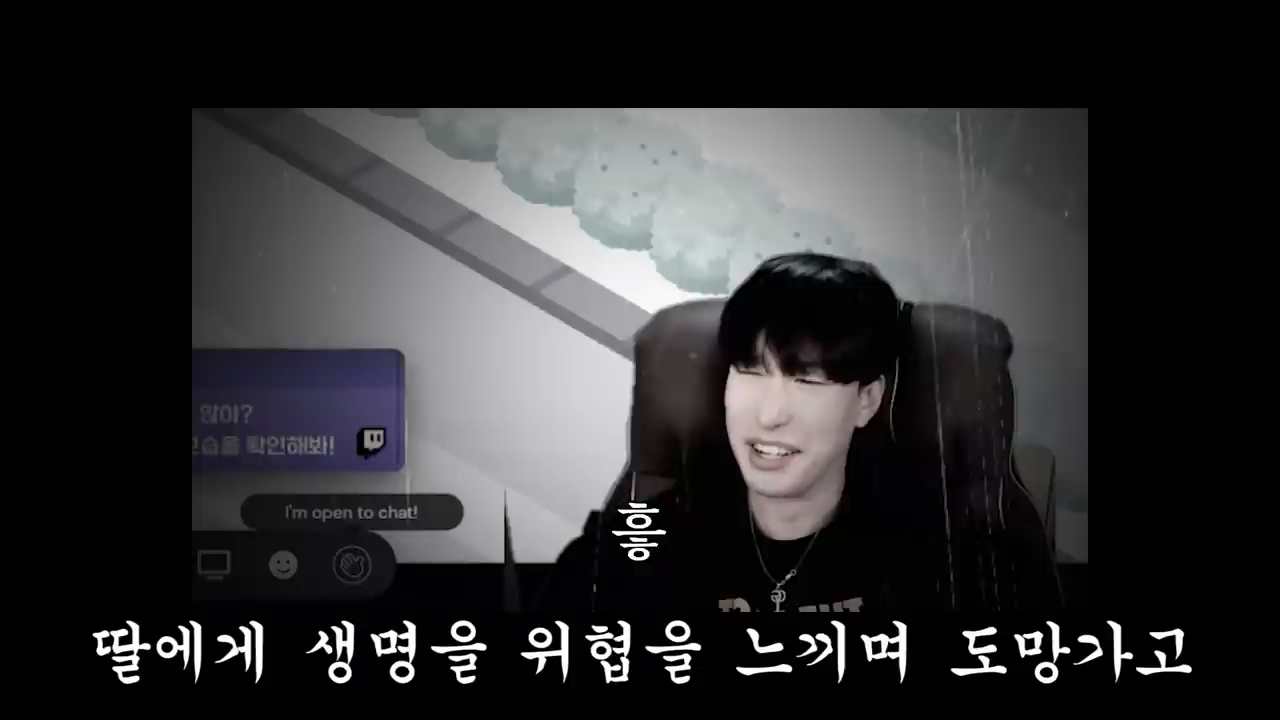 않이?
모습을 확인해봐!
I'm open to chat!
흥
딸에게 생명을 위협을 느끼며 도망가고